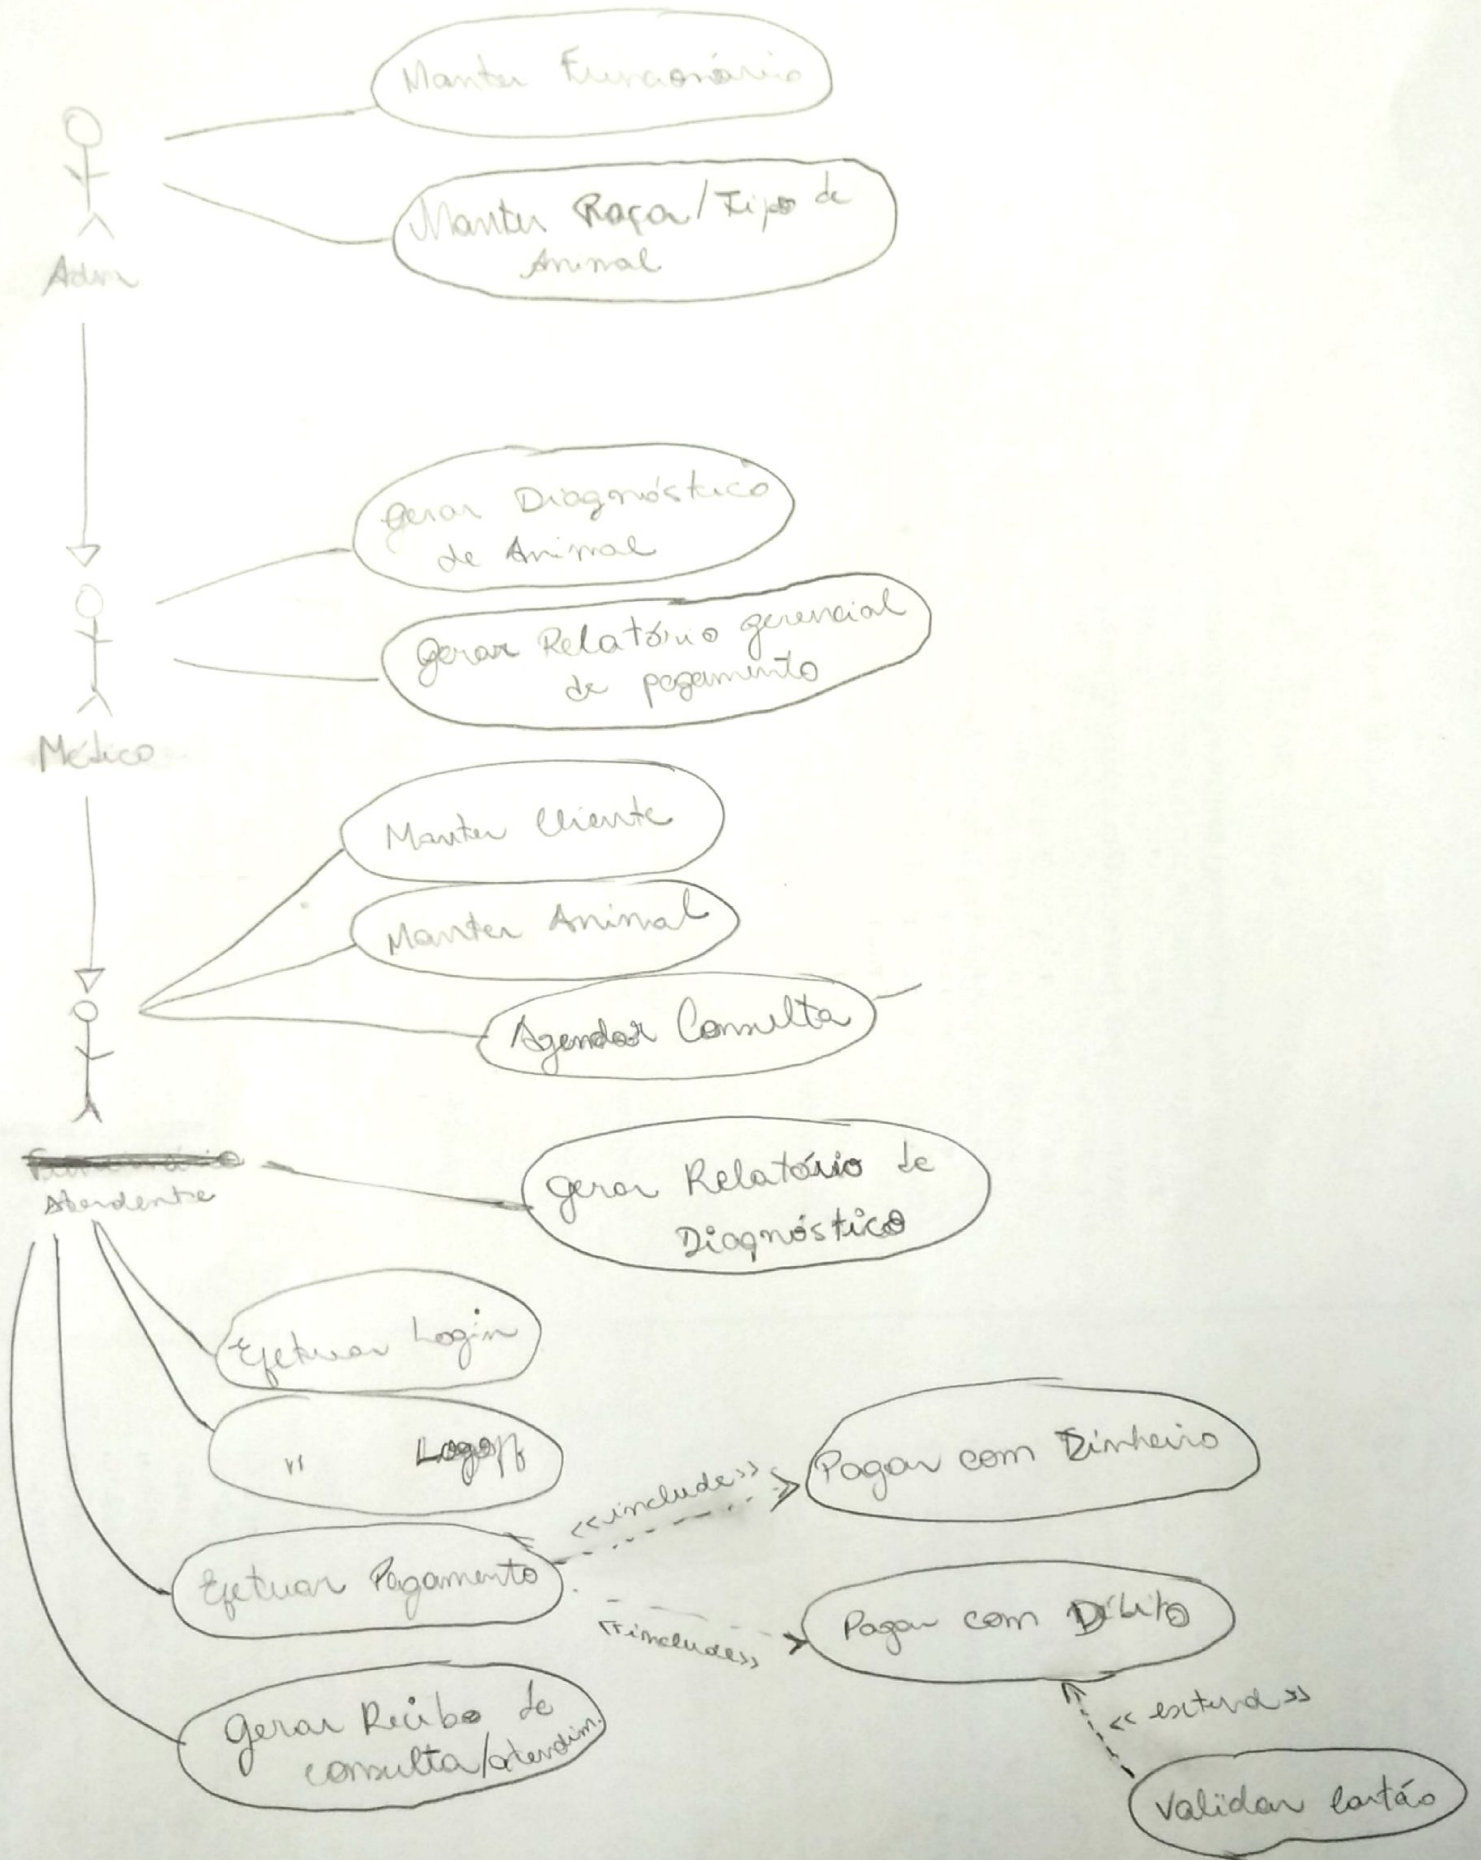 Manter Funcionário
Manter Raça/Tipo de
Animal
Adm
Gerar Diagnóstico
de Animal
Gerar Relatório gerencial
de pagamento
Médico
Manter Cliente
Manter Animal
Agendar Consulta
Gerar Relatório de
Diagnóstico
Atendente
Efetuar Login
" Logoff
Pagar com Dinheiro
<<include>>
Efetuar Pagamento
Pagar com Débito
<<include>>
Gerar Recibo de
consulta/atendim.
<<extend>>
Validar Cartão